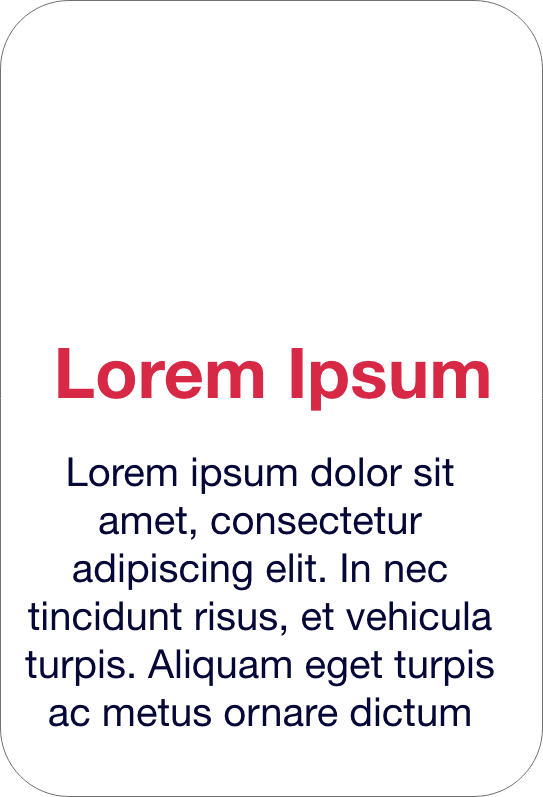 Lorem Ipsum
Lorem ipsum dolor sit
amet, consectetur
adipiscing elit. In nec
tincidunt risus, et vehicula
turpis. Aliquam eget turpis
ac metus ornare dictum